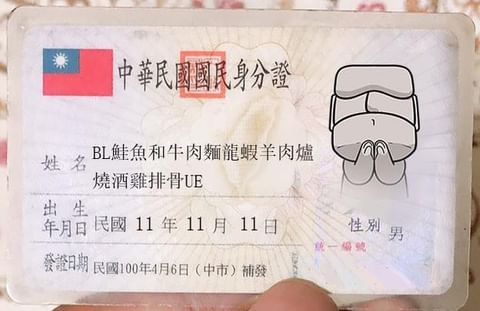 中華民國國民身分證
姓名 BL鮭魚和牛肉麵龍蝦羊肉爐
燒酒雞排骨UE
出生
年月日 民國 11 年 11 月 11 日
性別 男
統一編號
發證日期 民國100年4月6日（中市）補發